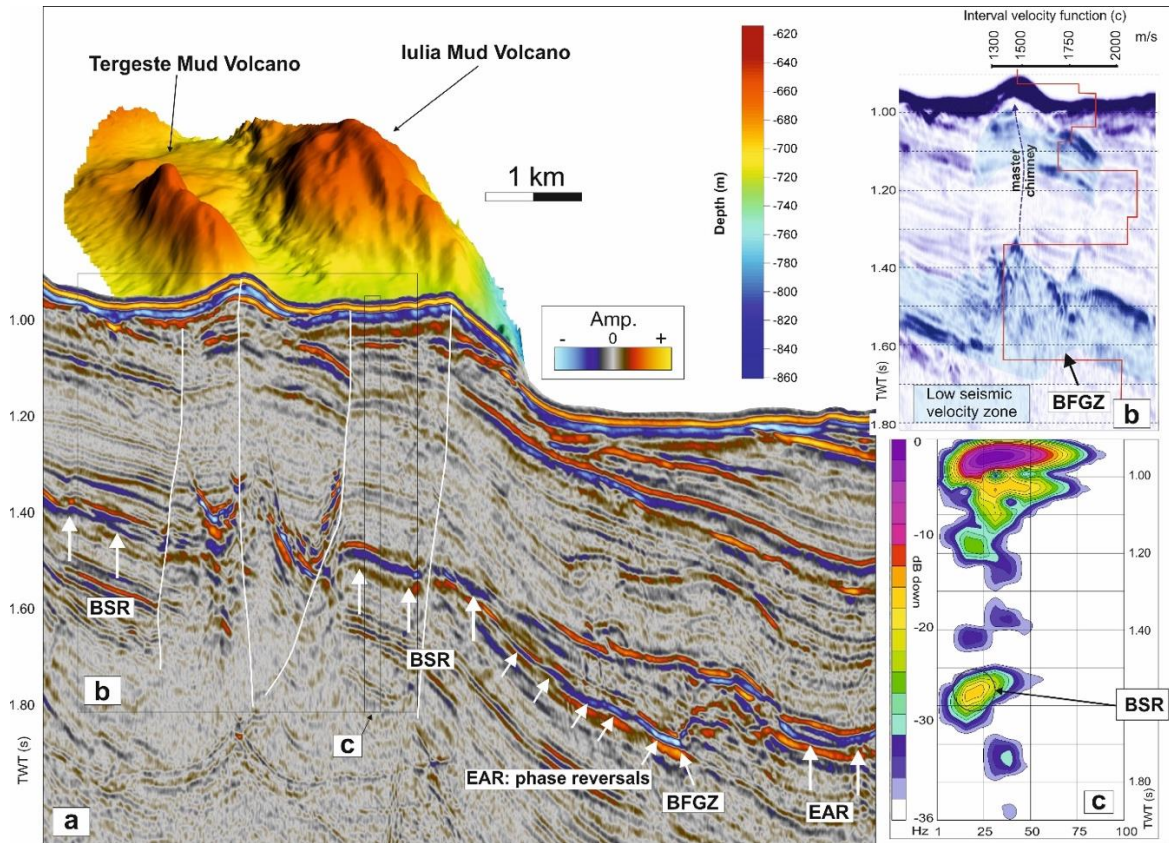 Tergeste Mud Volcano
Iulia Mud Volcano
1 km
Depth (m)
-620
-640
-660
-680
-700
-720
-740
-760
-780
-800
-820
-840
-860
Amp.
- 0 +
1.00
1.20
1.40
1.60
1.80
TWT (s)
BSR
BSR
b
c
EAR: phase reversals
BFGZ
EAR
a
Interval velocity function (c)
1300
1500
1750
2000
m/s
master
chimney
1.00
1.20
1.40
1.60
1.80
TWT (s)
Low seismic
velocity zone
BFGZ
b
0
-10
dB down
-20
-30
-36
1.00
1.20
1.40
1.60
1.80
TWT (s)
BSR
c
Hz 1 25 50 75 100